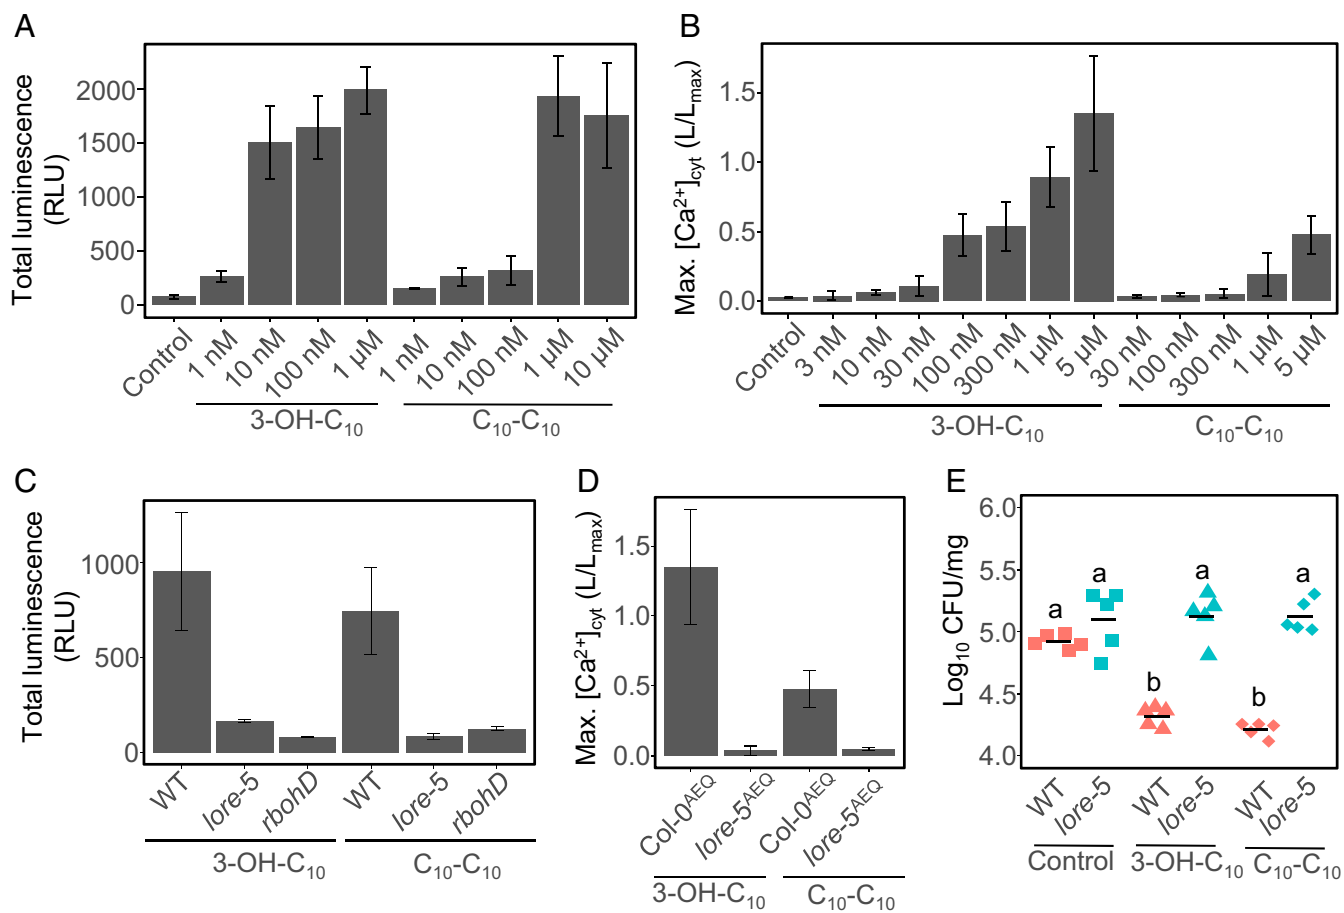 A
Total luminescence
(RLU)
2000
1500
1000
500
0
Control
1 nM
10 nM
100 nM
1 µM
1 nM
10 nM
100 nM
1 µM
10 µM
3-OH-C₁₀
C₁₀-C₁₀
B
Max. [Ca²⁺]cyt (L/Lmax)
1.5
1.0
0.5
0.0
Control
3 nM
10 nM
30 nM
100 nM
300 nM
1 µM
5 µM
30 nM
100 nM
300 nM
1 µM
5 µM
3-OH-C₁₀
C₁₀-C₁₀
C
Total luminescence
(RLU)
1000
500
0
WT
lore-5
rbohD
WT
lore-5
rbohD
3-OH-C₁₀
C₁₀-C₁₀
D
Max. [Ca²⁺]cyt (L/Lmax)
1.5
1.0
0.5
0.0
Col-0ᴬᴱQ
lore-5ᴬᴱQ
Col-0ᴬᴱQ
lore-5ᴬᴱQ
3-OH-C₁₀
C₁₀-C₁₀
E
Log₁₀ CFU/mg
6.0
5.5
5.0
4.5
4.0
a
a
b
a
b
a
WT
lore-5
WT
lore-5
WT
lore-5
Control
3-OH-C₁₀
C₁₀-C₁₀